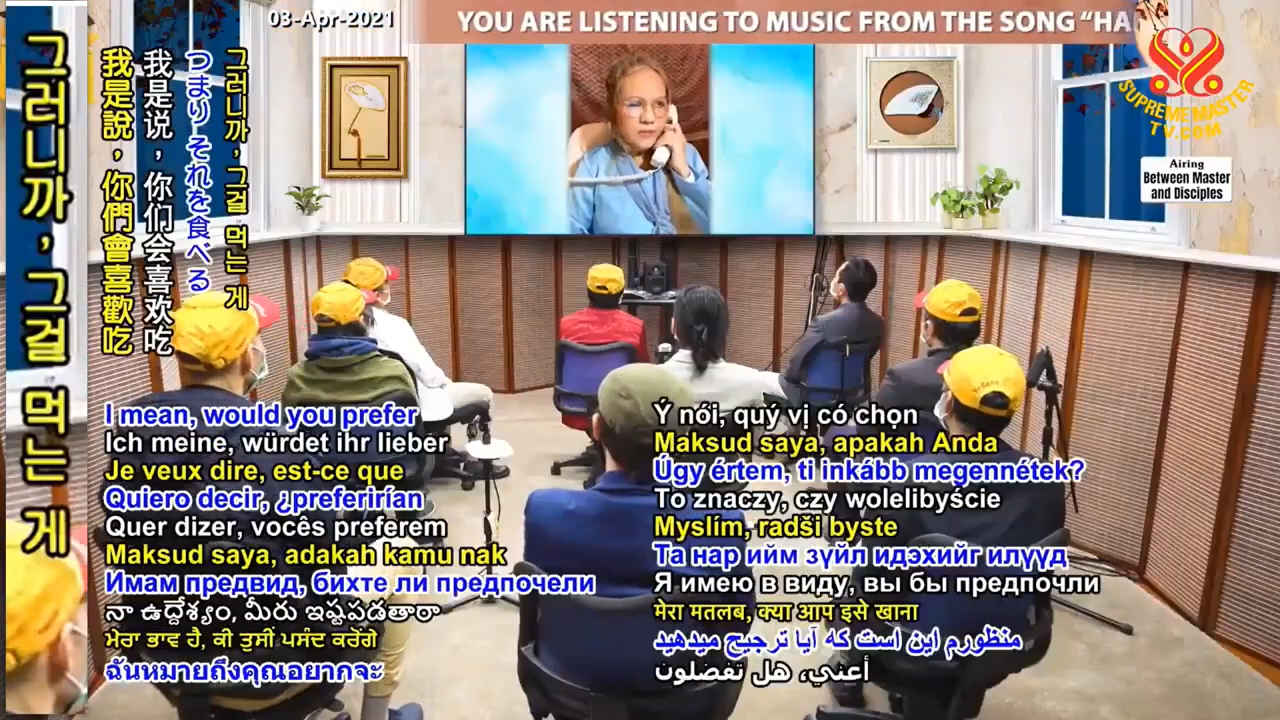 03-Apr-2021
YOU ARE LISTENING TO MUSIC FROM THE SONG “HA
SUPREME MASTER
TV.COM
Airing
Between Master
and Disciples
그러니까, 그걸 먹는 게
그러니까, 그걸 먹는 게
つまり それを食べる
我是说，你们会喜欢吃
我是說，你們會喜歡吃
I mean, would you prefer
Ich meine, würdet ihr lieber
Je veux dire, est-ce que
Quiero decir, ¿preferirían
Quer dizer, vocês preferem
Maksud saya, adakah kamu nak
Имам предвид, бихте ли предпочели
నా ఉద్దేశ్యం, మీరు ఇష్టపడతారా
ਮੇਰਾ ਭਾਵ ਹੈ, ਕੀ ਤੁਸੀਂ ਪਸੰਦ ਕਰੋਂਗੇ
ฉันหมายถึงคุณอยากจะ
Ý nói, quý vị có chọn
Maksud saya, apakah Anda
Úgy értem, ti inkább megennétek?
To znaczy, czy wolelibyście
Myslím, radši byste
Та нар ийм зүйл идэхийг илүүд
Я имею в виду, вы бы предпочли
मेरा मतलब, क्या आप इसे खाना
منظورم این است که آیا ترجیح میدهید
أعني، هل تفضلون